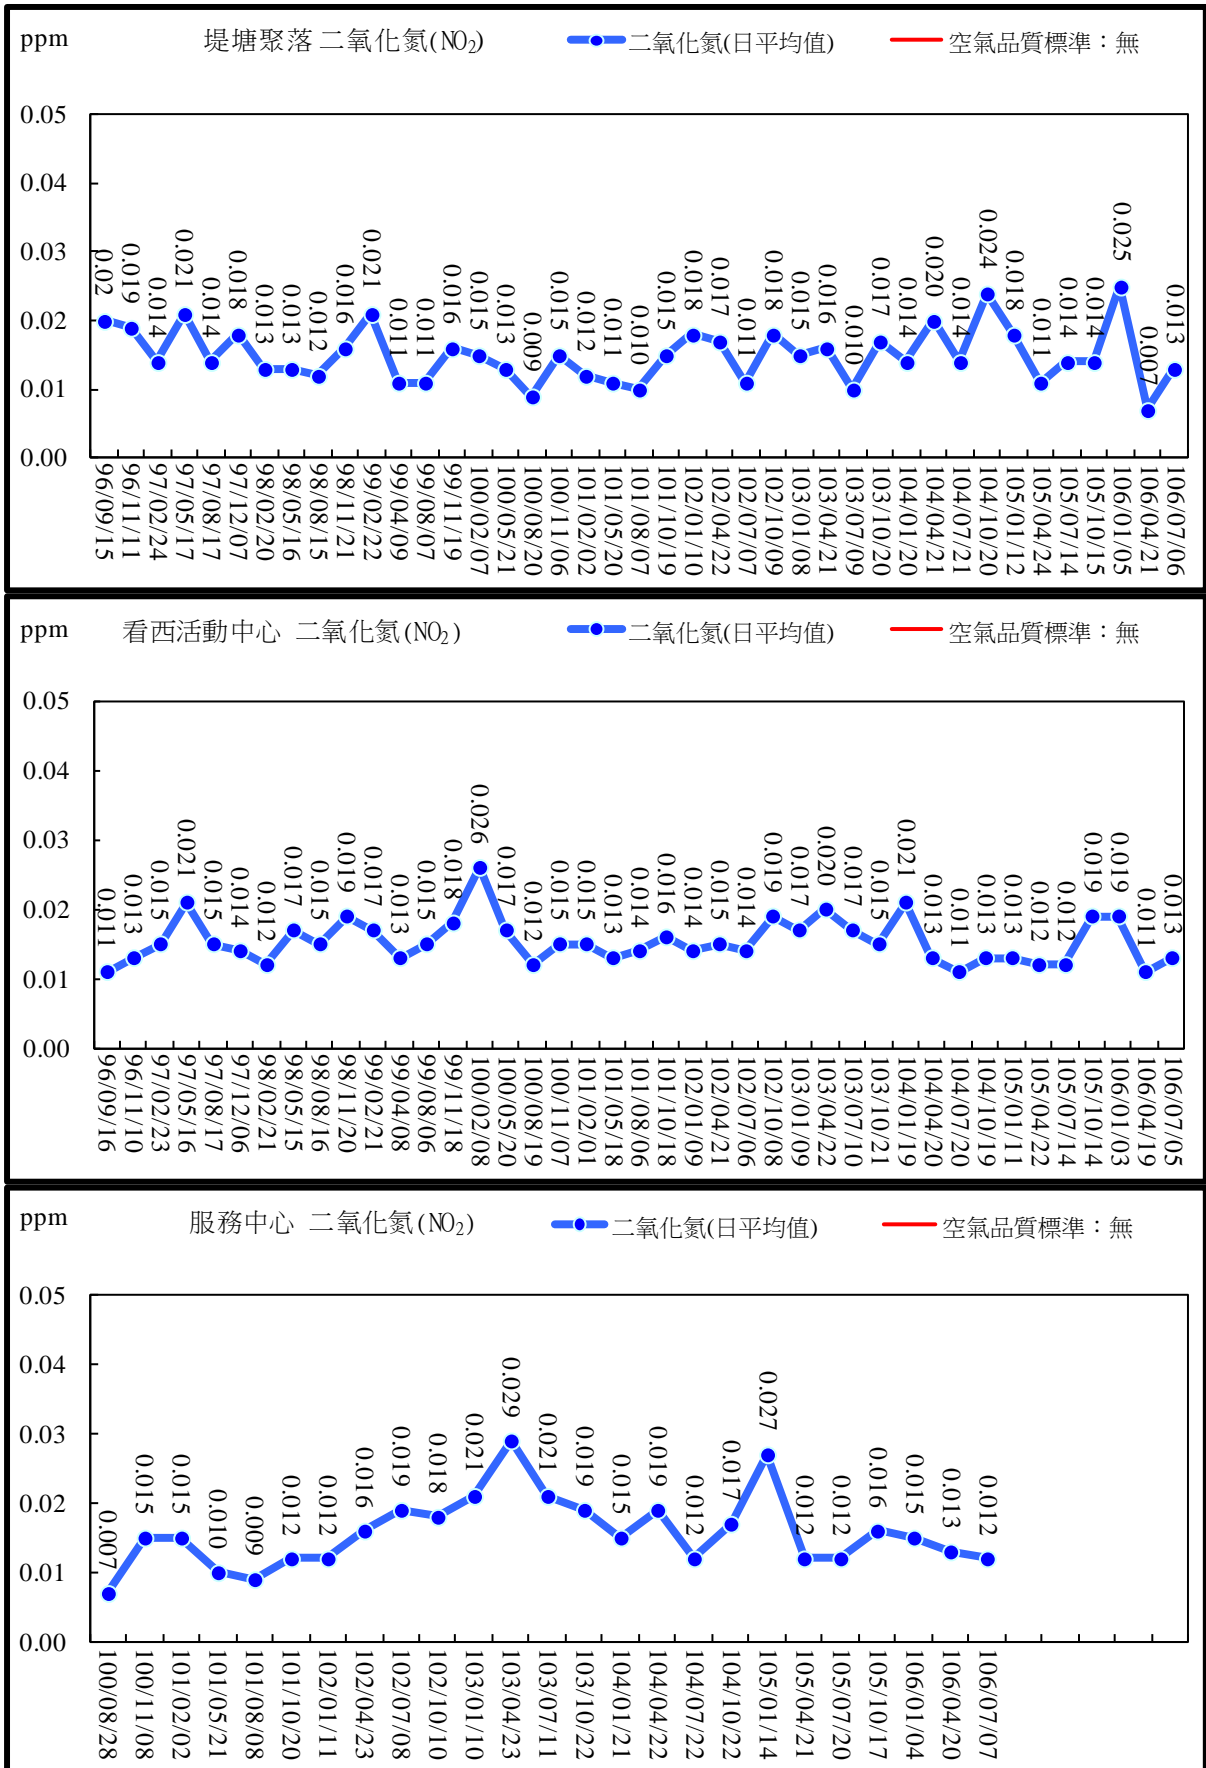 ppm 堤塘聚落 二氧化氮(NO₂) 二氧化氮(日平均值) 空氣品質標準：無
0.05
0.04
0.03
0.02
0.01
0.00
0.02 0.019 0.014 0.021 0.014 0.018 0.013 0.013 0.012 0.016 0.021 0.011 0.011 0.016 0.015 0.013 0.009 0.015 0.012 0.011 0.010 0.015 0.018 0.017 0.011 0.018 0.015 0.016 0.010 0.017 0.014 0.020 0.014 0.024 0.018 0.011 0.014 0.014 0.025 0.007 0.013
96/09/15 96/11/11 97/02/24 97/05/17 97/08/17 97/12/07 98/02/20 98/05/16 98/08/15 98/11/21 99/02/22 99/04/09 99/08/07 99/11/19 100/02/07 100/05/21 100/08/20 100/11/06 101/02/02 101/05/20 101/08/07 101/10/19 102/01/10 102/04/22 102/07/07 102/10/09 103/01/08 103/04/21 103/07/09 103/10/20 104/01/20 104/04/21 104/07/21 104/10/20 105/01/12 105/04/24 105/07/14 105/10/15 106/01/05 106/04/21 106/07/06
ppm 看西活動中心 二氧化氮(NO₂) 二氧化氮(日平均值) 空氣品質標準：無
0.05
0.04
0.03
0.02
0.01
0.00
0.011 0.013 0.015 0.021 0.015 0.014 0.012 0.017 0.015 0.019 0.017 0.013 0.015 0.018 0.026 0.017 0.012 0.015 0.015 0.013 0.014 0.016 0.014 0.015 0.014 0.019 0.017 0.020 0.017 0.015 0.021 0.013 0.011 0.013 0.013 0.012 0.012 0.019 0.019 0.011 0.013
96/09/16 96/11/10 97/02/23 97/05/16 97/08/17 97/12/06 98/02/21 98/05/15 98/08/16 98/11/20 99/02/21 99/04/08 99/08/06 99/11/18 100/02/08 100/05/20 100/08/19 100/11/07 101/02/01 101/05/18 101/08/06 101/10/18 102/01/09 102/04/21 102/07/06 102/10/08 103/01/09 103/04/22 103/07/10 103/10/21 104/01/19 104/04/20 104/07/20 104/10/19 105/01/11 105/04/22 105/07/14 105/10/14 106/01/03 106/04/19 106/07/05
ppm 服務中心 二氧化氮(NO₂) 二氧化氮(日平均值) 空氣品質標準：無
0.05
0.04
0.03
0.02
0.01
0.00
0.007 0.015 0.015 0.010 0.009 0.012 0.012 0.016 0.019 0.018 0.021 0.029 0.021 0.019 0.015 0.019 0.012 0.017 0.027 0.012 0.012 0.016 0.015 0.013 0.012
100/08/28 100/11/08 101/02/02 101/05/21 101/08/08 101/10/20 102/01/11 102/04/23 102/07/08 102/10/10 103/01/10 103/04/23 103/07/11 103/10/22 104/01/21 104/04/22 104/07/22 104/10/22 105/01/14 105/04/21 105/07/20 105/10/17 106/01/04 106/04/20 106/07/07